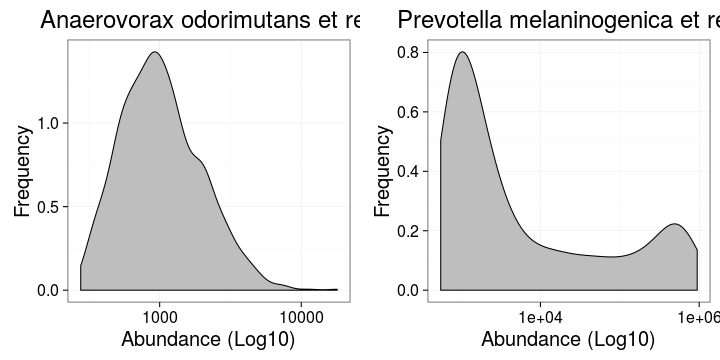 Anaerovorax odorimutans et re
Frequency
1.0
0.5
0.0
1000 10000
Abundance (Log10)
Prevotella melaninogenica et re
Frequency
0.8
0.6
0.4
0.2
0.0
1e+04 1e+06
Abundance (Log10)